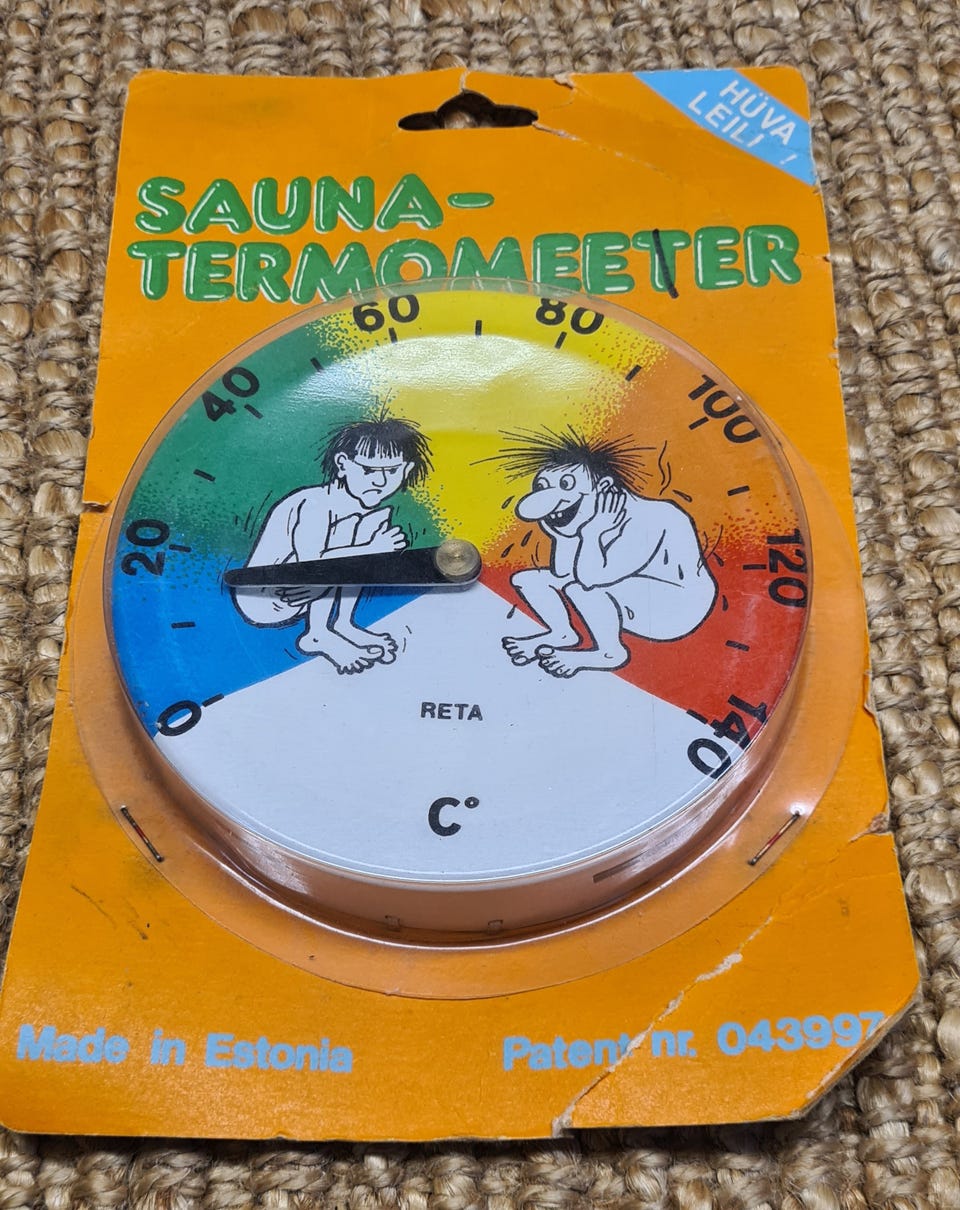 HÜVA
LEILI !
SAUNA-
TERMOMEETER
0
20
40
60
80
100
120
140
RETA
C°
Made in Estonia
Patent nr. 043997